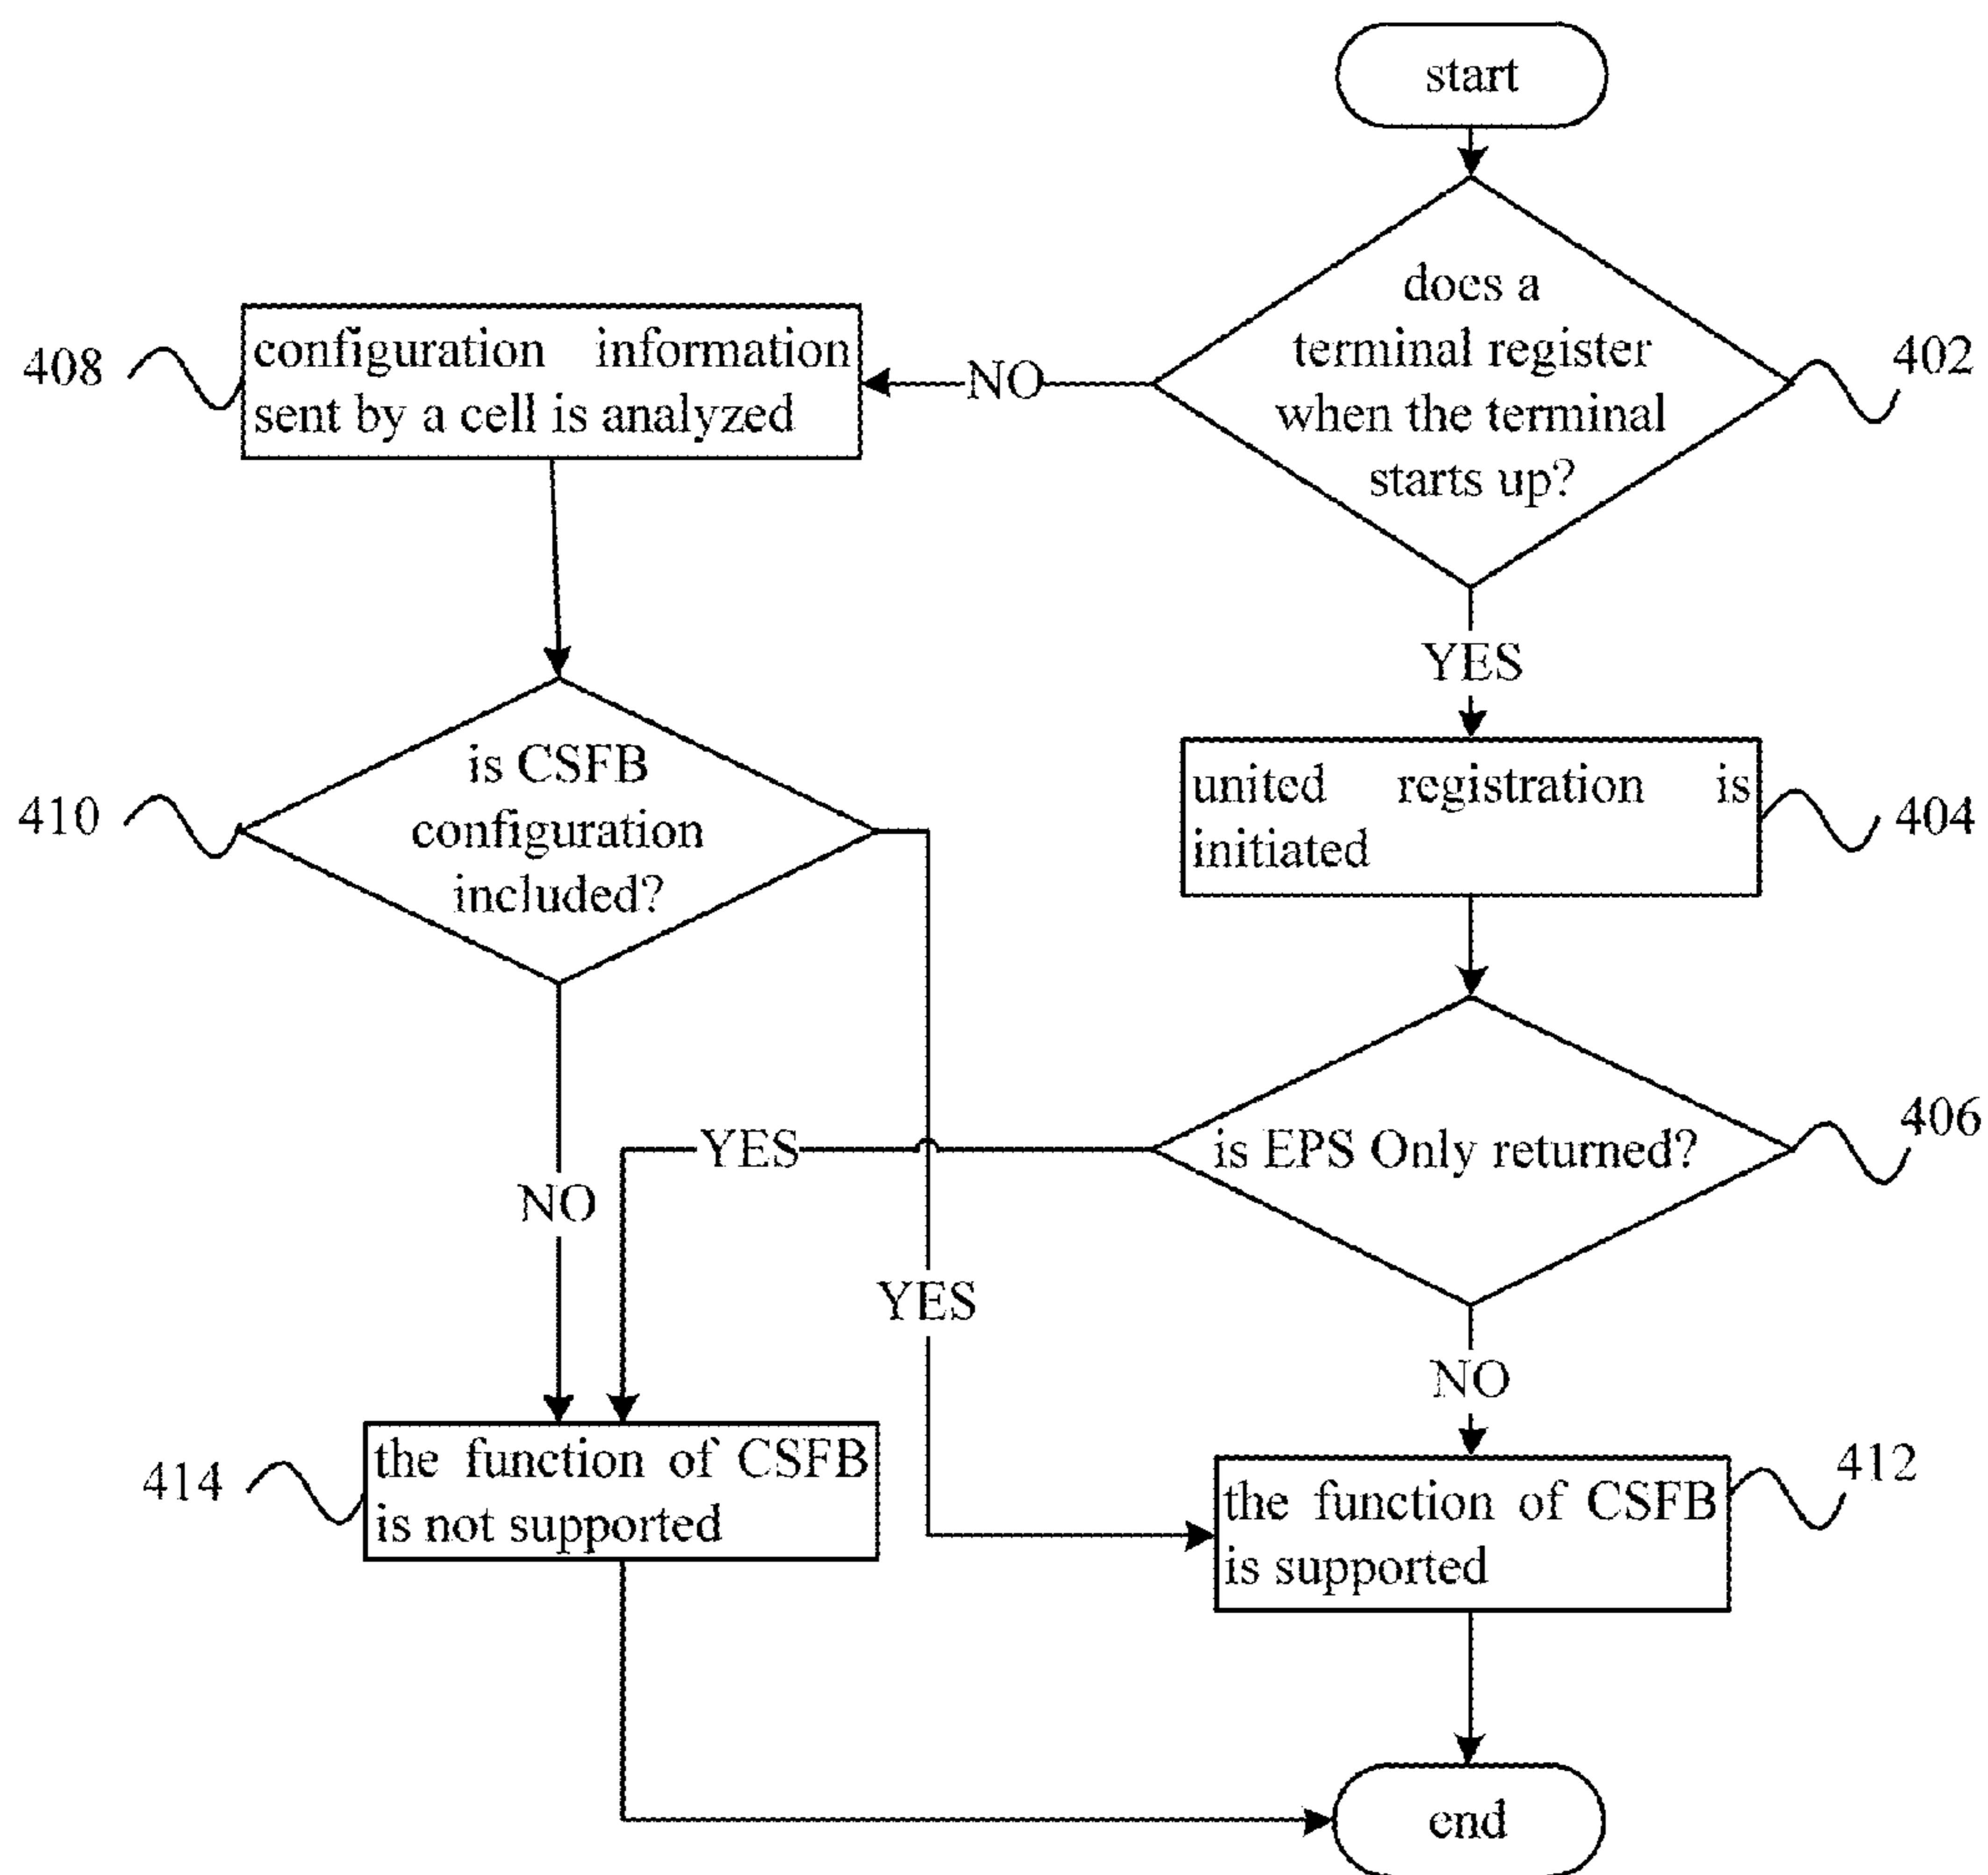 start
does a
terminal register
when the terminal
starts up?
402
NO
408
configuration information
sent by a cell is analyzed
YES
united registration is
initiated
404
410
is CSFB
configuration
included?
406
is EPS Only returned?
YES
NO
YES
NO
414
the function of CSFB
is not supported
412
the function of CSFB
is supported
end